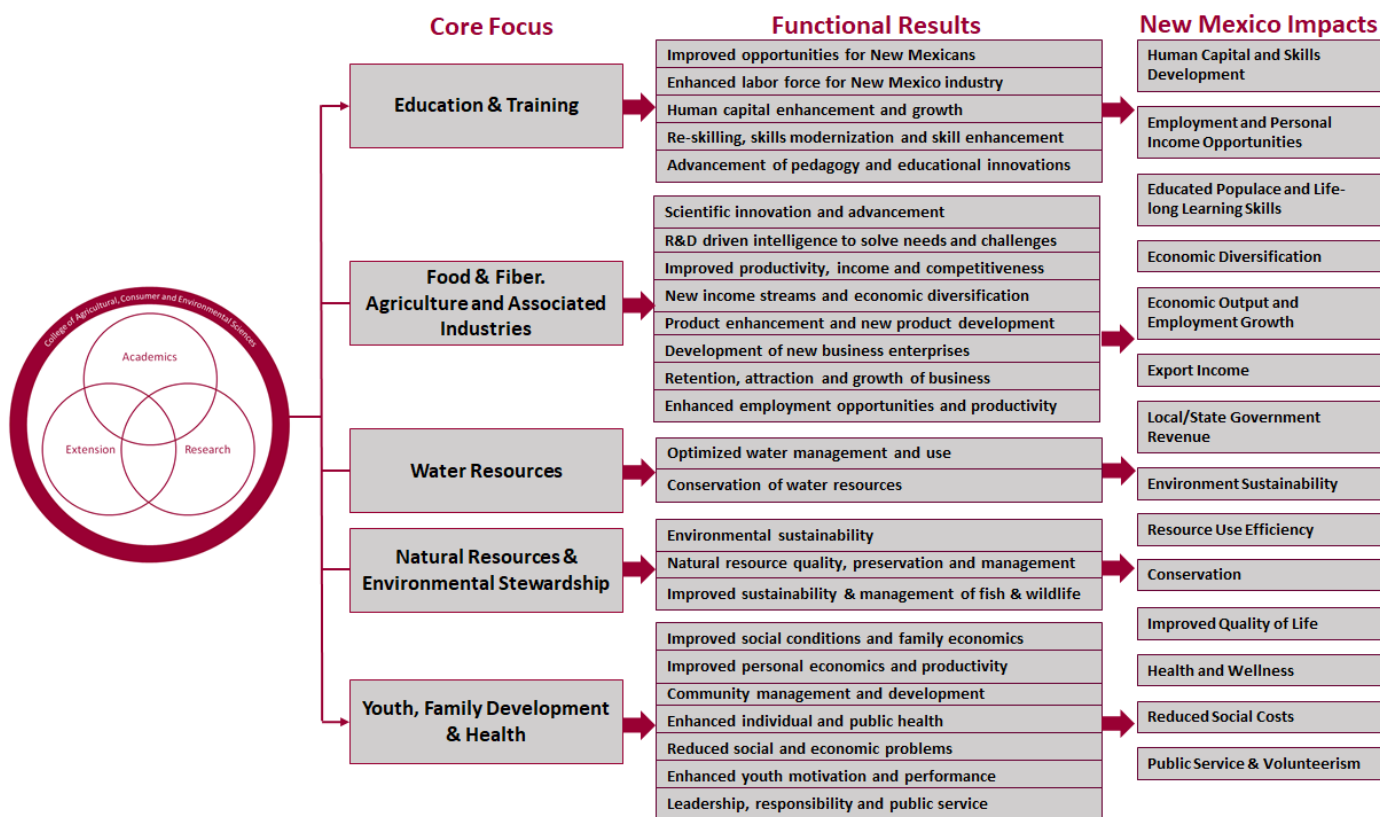 Core Focus
Functional Results
New Mexico Impacts
College of Agricultural, Consumer and Environmental Sciences
Academics
Extension
Research
Education & Training
Food & Fiber.
Agriculture and Associated
Industries
Water Resources
Natural Resources &
Environmental Stewardship
Youth, Family Development
& Health
Improved opportunities for New Mexicans
Enhanced labor force for New Mexico industry
Human capital enhancement and growth
Re-skilling, skills modernization and skill enhancement
Advancement of pedagogy and educational innovations
Scientific innovation and advancement
R&D driven intelligence to solve needs and challenges
Improved productivity, income and competitiveness
New income streams and economic diversification
Product enhancement and new product development
Development of new business enterprises
Retention, attraction and growth of business
Enhanced employment opportunities and productivity
Optimized water management and use
Conservation of water resources
Environmental sustainability
Natural resource quality, preservation and management
Improved sustainability & management of fish & wildlife
Improved social conditions and family economics
Improved personal economics and productivity
Community management and development
Enhanced individual and public health
Reduced social and economic problems
Enhanced youth motivation and performance
Leadership, responsibility and public service
Human Capital and Skills
Development
Employment and Personal
Income Opportunities
Educated Populace and Life-
long Learning Skills
Economic Diversification
Economic Output and
Employment Growth
Export Income
Local/State Government
Revenue
Environment Sustainability
Resource Use Efficiency
Conservation
Improved Quality of Life
Health and Wellness
Reduced Social Costs
Public Service & Volunteerism